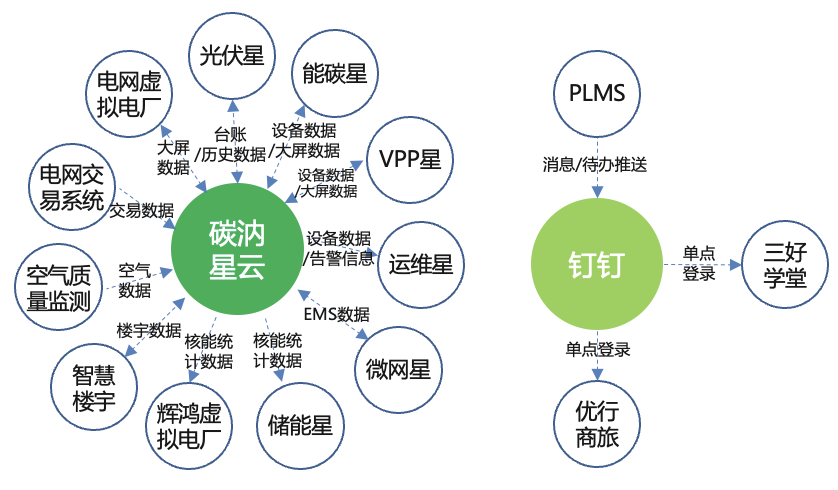 光伏星
能碳星
电网虚
拟电厂
PLMS
台账
/历史数据
设备数据
/大屏数据
大屏
数据
VPP星
设备数据
/大屏数据
消息/待办推送
电网交
易系统
交易数据
碳汭
星云
设备数据
/告警信息
运维星
钉钉
单点
登录
三好
学堂
空气质
量监测
空气
数据
EMS数据
楼宇数据
核能统
计数据
核能统
计数据
单点登录
智慧
楼宇
微网星
辉鸿虚
拟电厂
储能星
优行
商旅